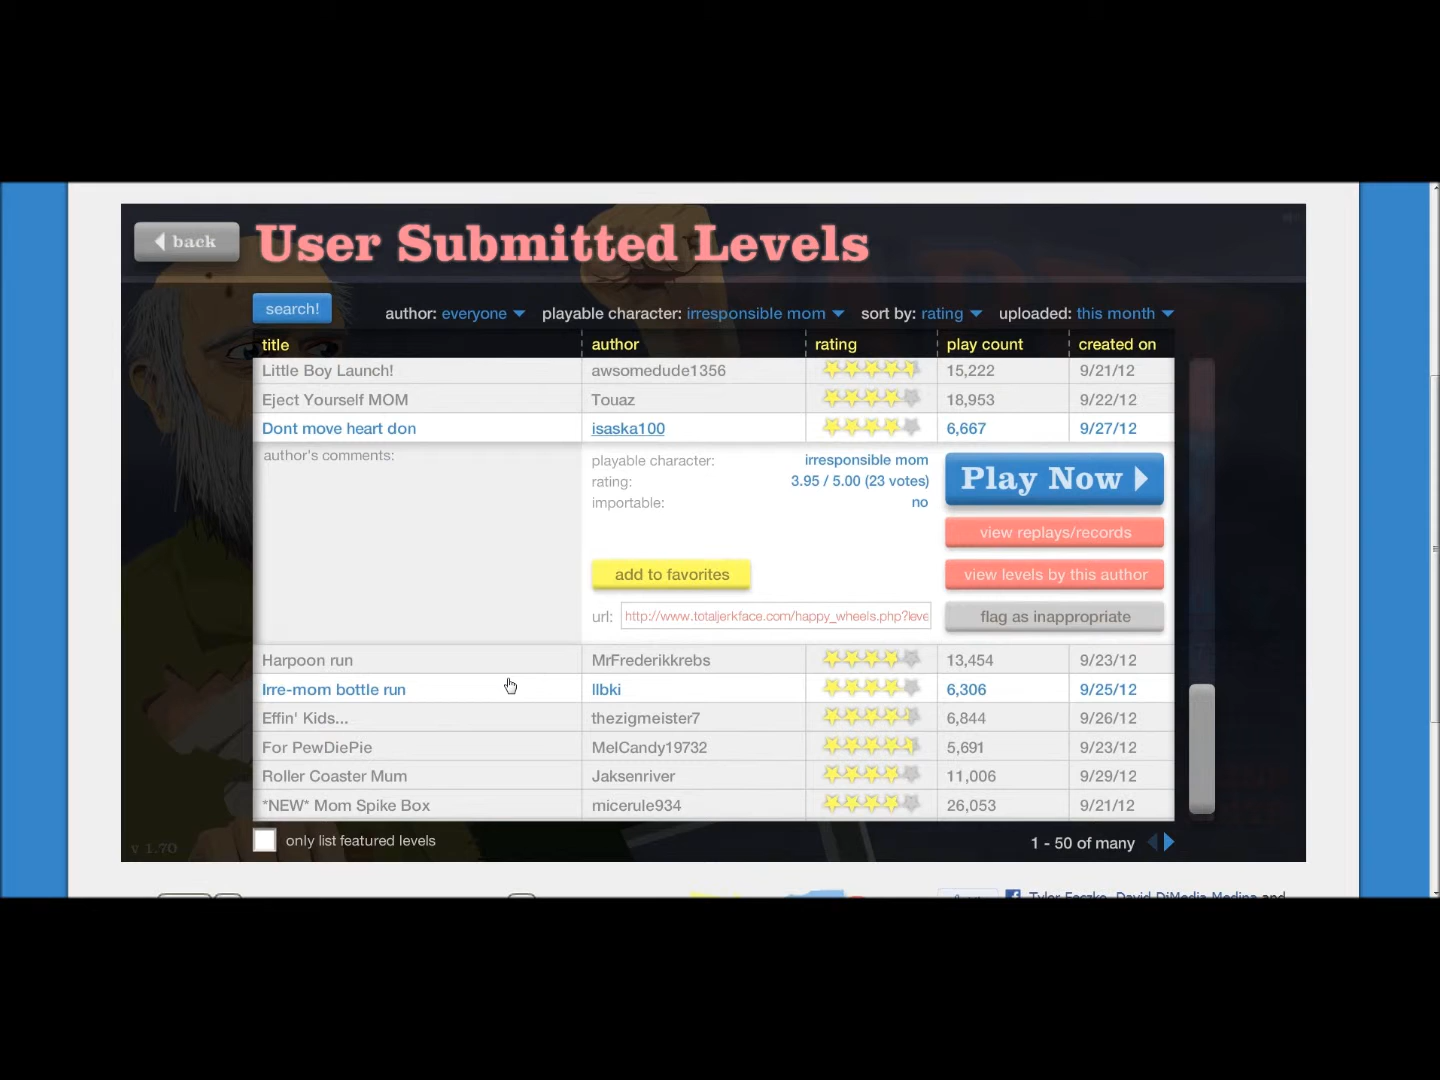 back
User Submitted Levels
search!
author: everyone playable character: irresponsible mom sort by: rating uploaded: this month
title author rating play count created on
Little Boy Launch! awsomedude1356 15,222 9/21/12
Eject Yourself MOM Touaz 18,953 9/22/12
Dont move heart don isaska100 6,667 9/27/12
author's comments:
playable character: irresponsible mom
rating: 3.95 / 5.00 (23 votes)
importable: no
Play Now
view replays/records
add to favorites
view levels by this author
url: http://www.totaljerkface.com/happy_wheels.php?leve
flag as inappropriate
Harpoon run MrFrederikkrebs 13,454 9/23/12
Irre-mom bottle run llbki 6,306 9/25/12
Effin' Kids... thezigmeister7 6,844 9/26/12
For PewDiePie MelCandy19732 5,691 9/23/12
Roller Coaster Mum Jaksenriver 11,006 9/29/12
*NEW* Mom Spike Box micerule934 26,053 9/21/12
v 1.70
only list featured levels
1 - 50 of many